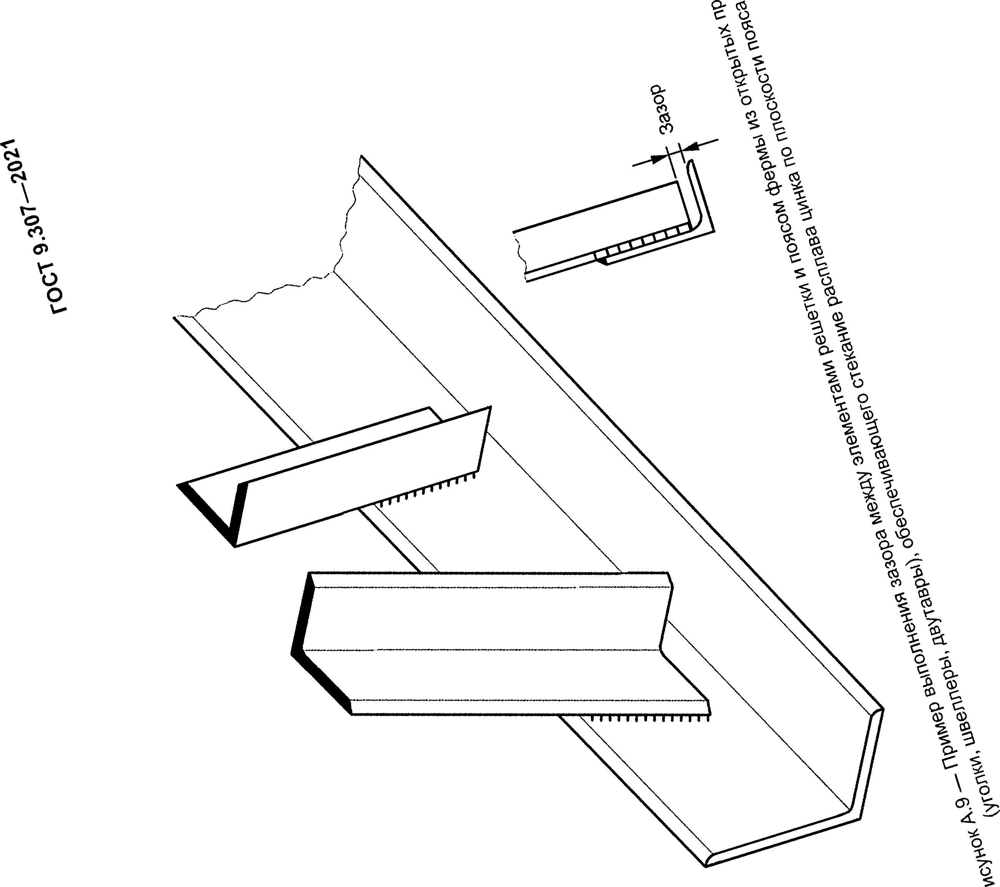 ГОСТ 9.307—2021
Зазор
исунок А.9 — Пример выполнения зазора между элементами решетки и поясом фермы из открытых пр
(уголки, швеллеры, двутавры), обеспечивающего стекание расплава цинка по плоскости пояса